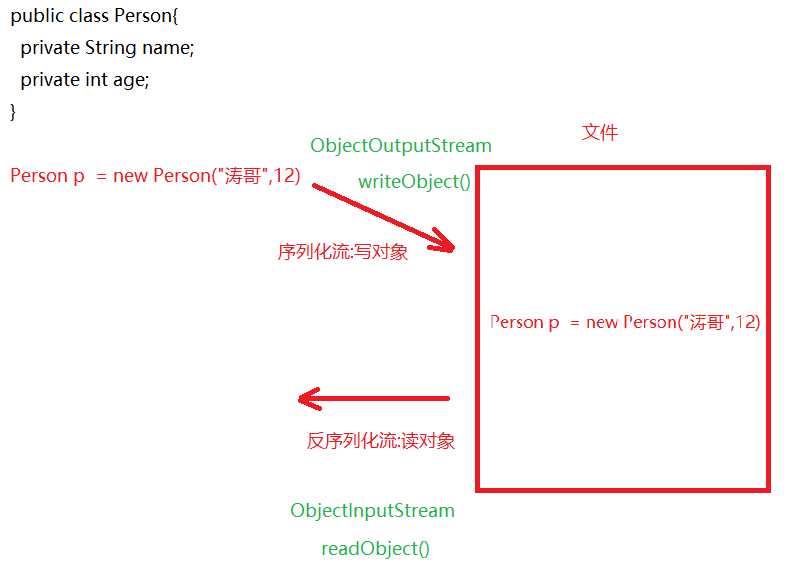 public class Person{
private String name;
private int age;
}
文件
ObjectOutputStream
Person p = new Person("涛哥",12)
writeObject()
序列化流:写对象
Person p = new Person("涛哥",12)
反序列化流:读对象
ObjectInputStream
readObject()